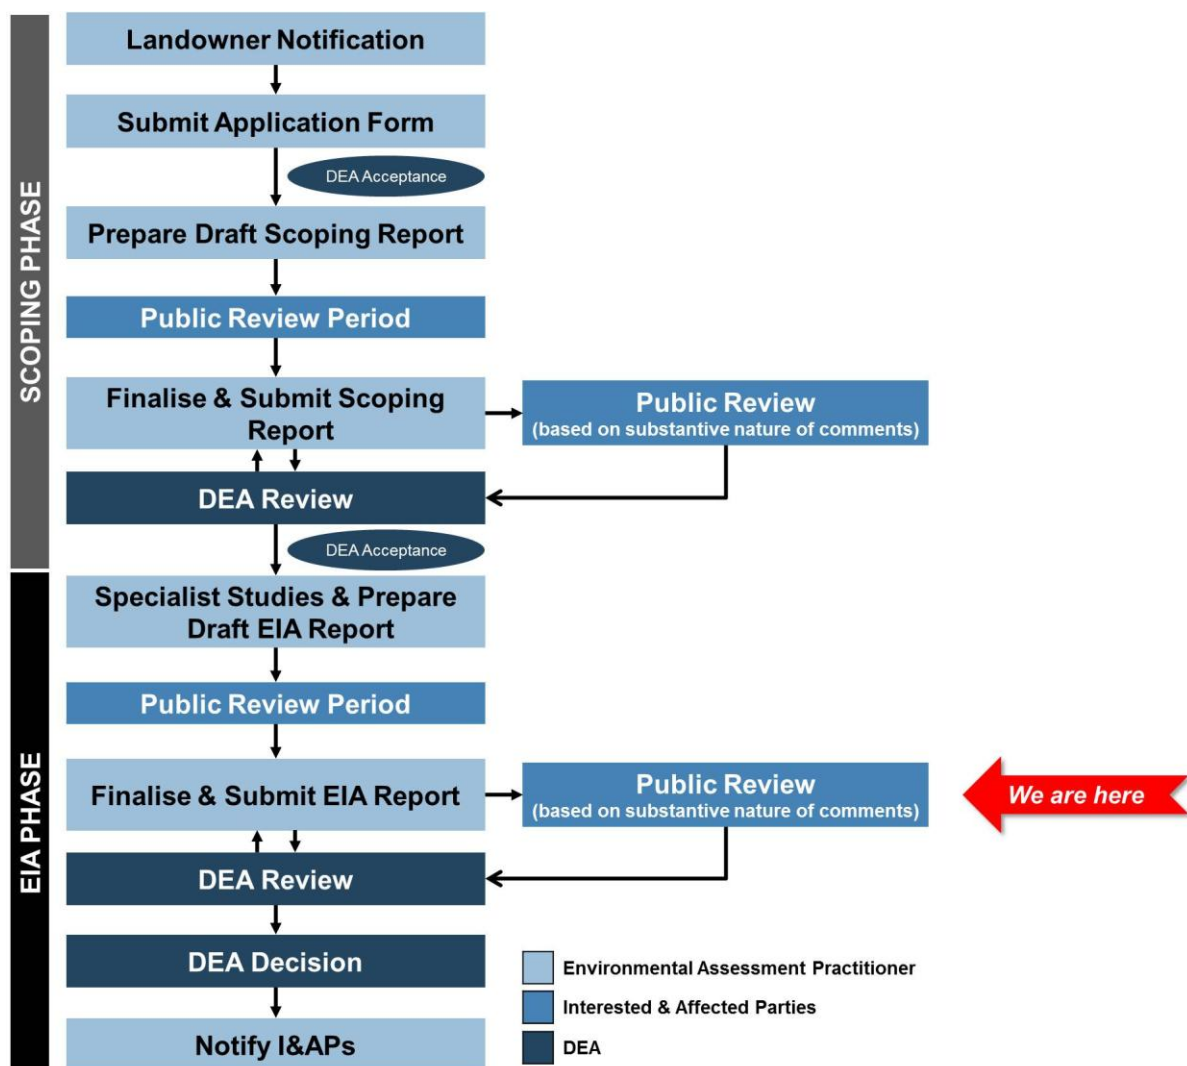 SCOPING PHASE
Landowner Notification
Submit Application Form
DEA Acceptance
Prepare Draft Scoping Report
Public Review Period
Finalise & Submit Scoping
Report
Public Review
(based on substantive nature of comments)
DEA Review
DEA Acceptance
EIA PHASE
Specialist Studies & Prepare
Draft EIA Report
Public Review Period
Finalise & Submit EIA Report
Public Review
(based on substantive nature of comments)
We are here
DEA Review
DEA Decision
Notify I&APs
Environmental Assessment Practitioner
Interested & Affected Parties
DEA